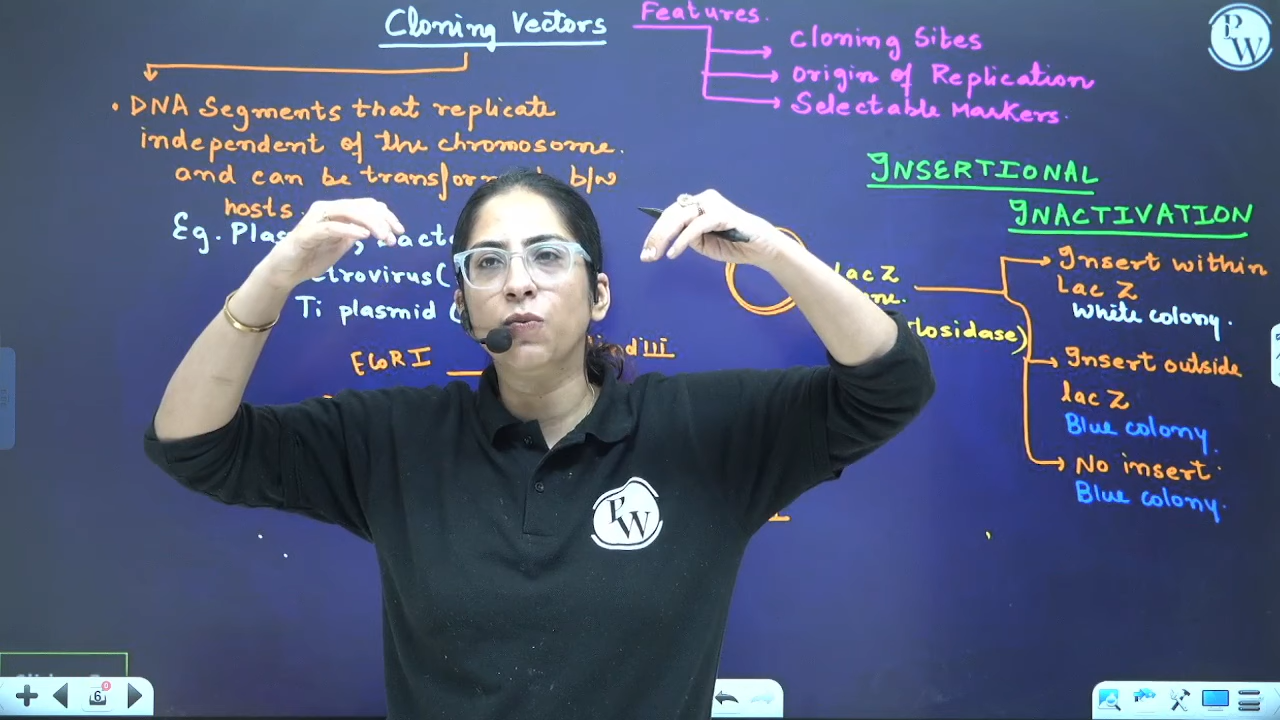 Cloning Vectors
• DNA Segments that replicate
independent of the chromosome.
and can be b/w
hosts.
Eg.
Ti plasmid (
ECORI
Features.
Cloning Sites
Origin of Replication
Selectable Markers.
INSERTIONAL
INACTIVATION
lac Z
Insert within
Lac Z
White colony.
Insert outside
lac Z
Blue colony
No insert.
Blue colony.
PW
PW
6